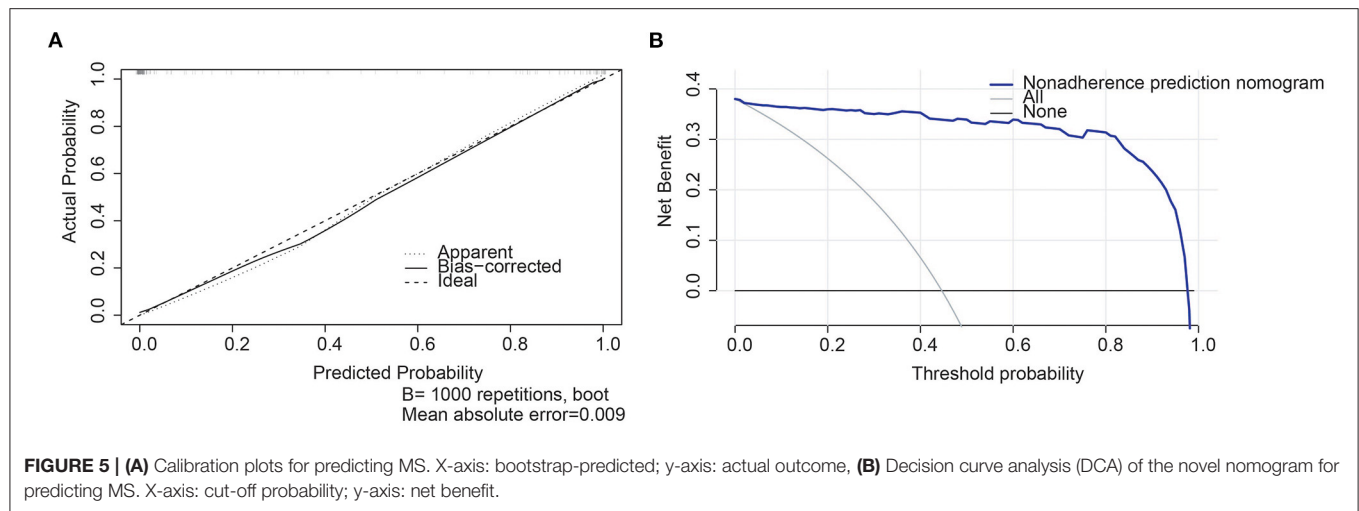 A
Actual Probability
1.0
0.8
0.6
0.4
0.2
0.0
Apparent
Bias-corrected
Ideal
0.0 0.2 0.4 0.6 0.8 1.0
Predicted Probability
B= 1000 repetitions, boot
Mean absolute error=0.009
B
Net Benefit
0.4
0.3
0.2
0.1
0.0
Nonadherence prediction nomogram
All
None
0.0 0.2 0.4 0.6 0.8 1.0
Threshold probability
FIGURE 5 | (A) Calibration plots for predicting MS. X-axis: bootstrap-predicted; y-axis: actual outcome, (B) Decision curve analysis (DCA) of the novel nomogram for
predicting MS. X-axis: cut-off probability; y-axis: net benefit.